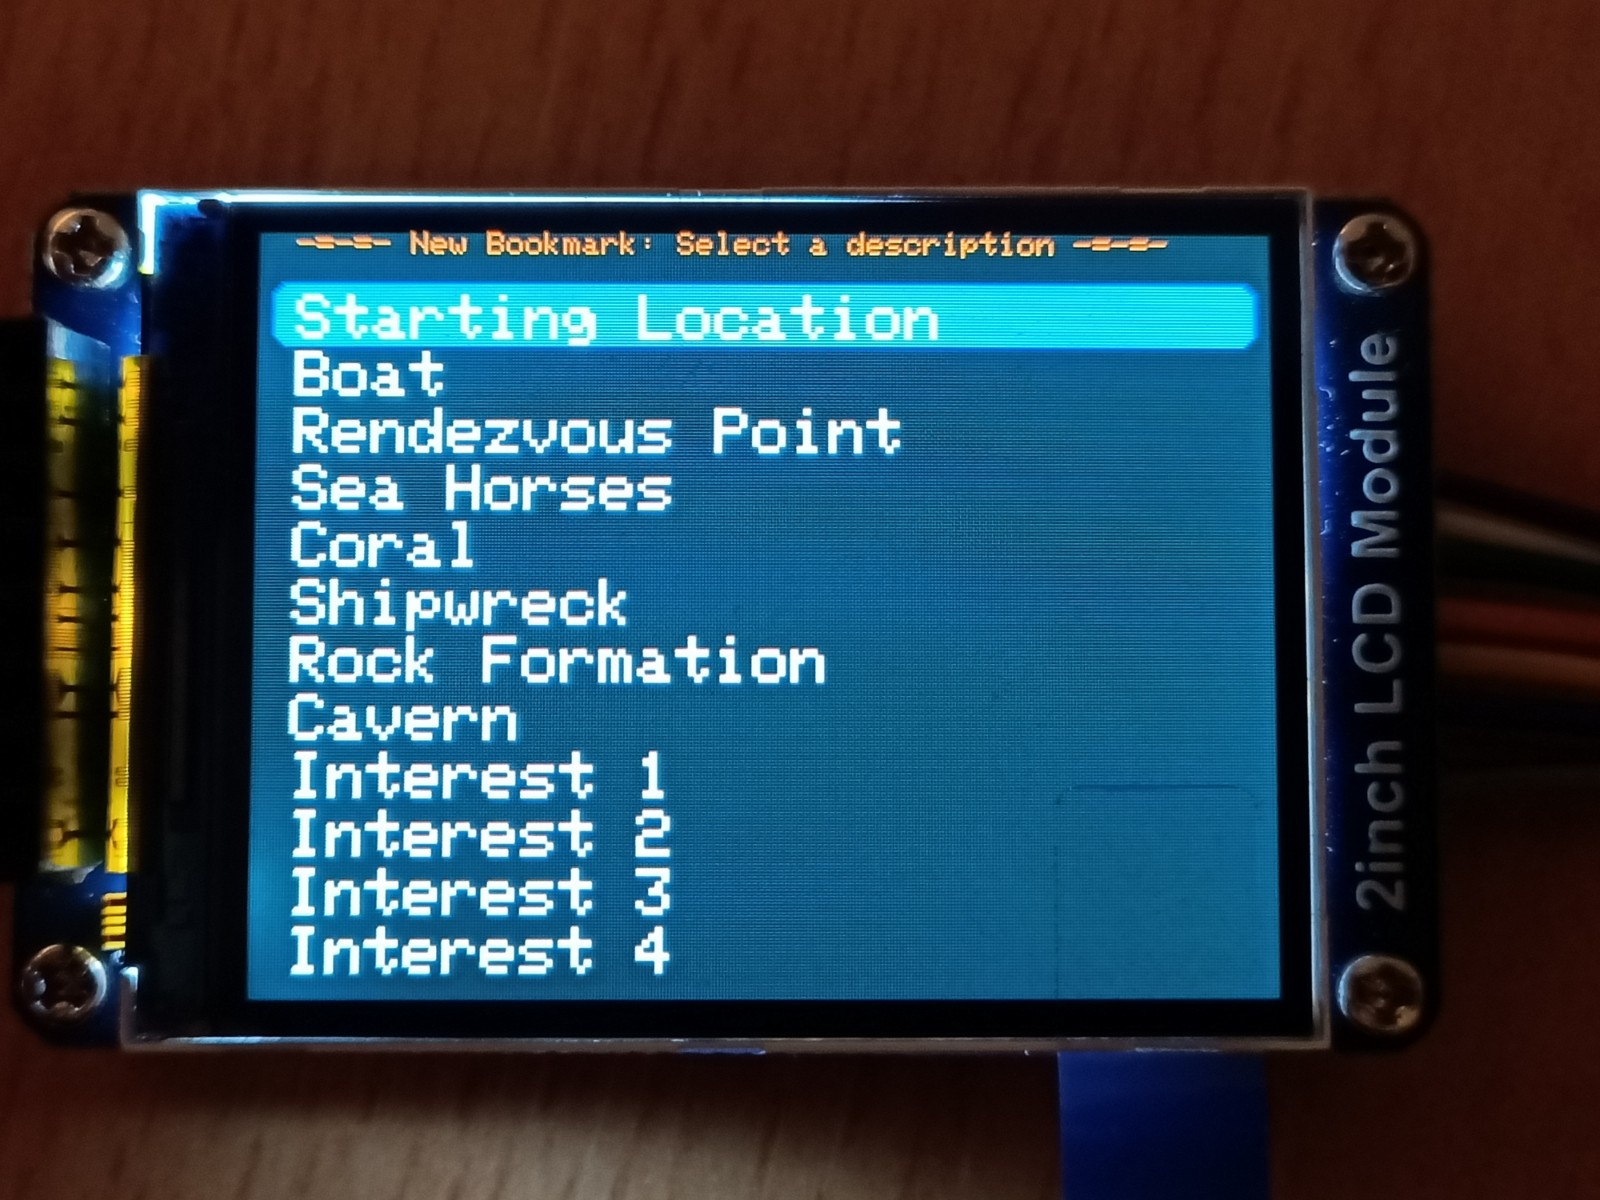 -=-=-=- New Bookmark: Select a description -=-=-=-
Starting Location
Boat
Rendezvous Point
Sea Horses
Coral
Shipwreck
Rock Formation
Cavern
Interest 1
Interest 2
Interest 3
Interest 4
2inch LCD Module